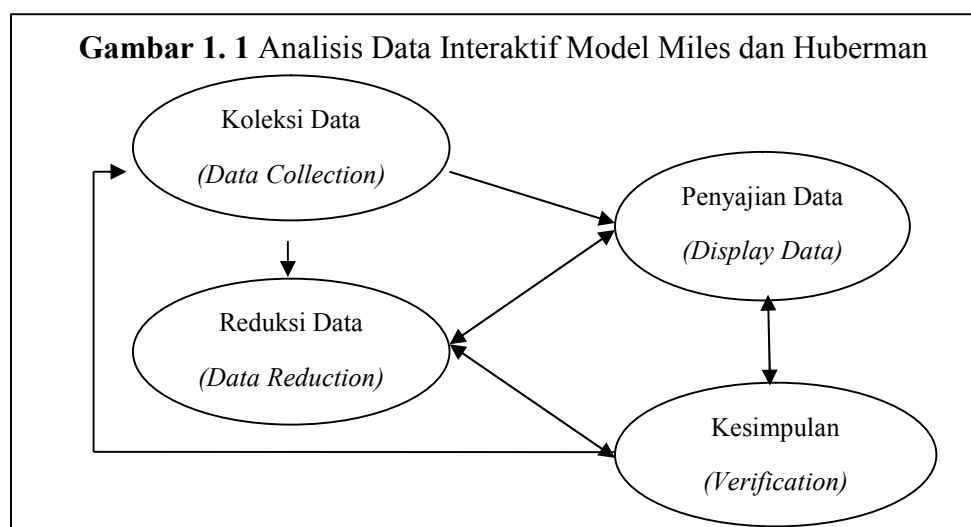 Gambar 1. 1 Analisis Data Interaktif Model Miles dan Huberman
Koleksi Data
(Data Collection)
Penyajian Data
(Display Data)
Reduksi Data
(Data Reduction)
Kesimpulan
(Verification)